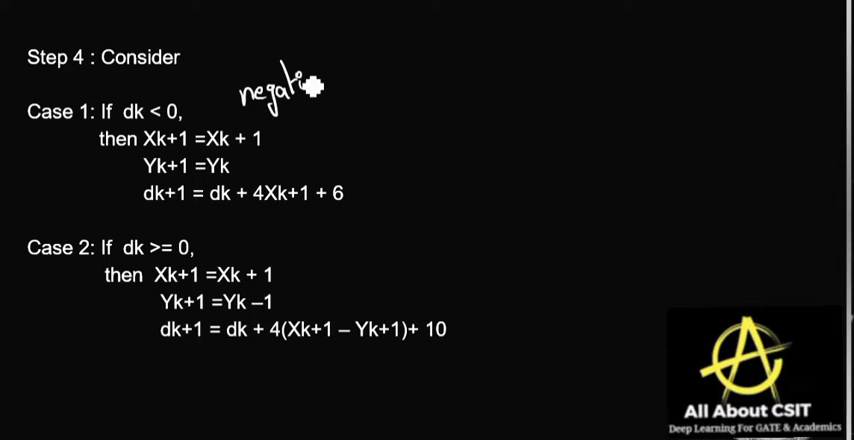 Step 4 : Consider
negati
Case 1: If dk < 0,
then Xk+1 =Xk + 1
Yk+1 =Yk
dk+1 = dk + 4Xk+1 + 6
Case 2: If dk >= 0,
then Xk+1 =Xk + 1
Yk+1 =Yk –1
dk+1 = dk + 4(Xk+1 – Yk+1)+ 10
All About CSIT
Deep Learning For GATE & Academics